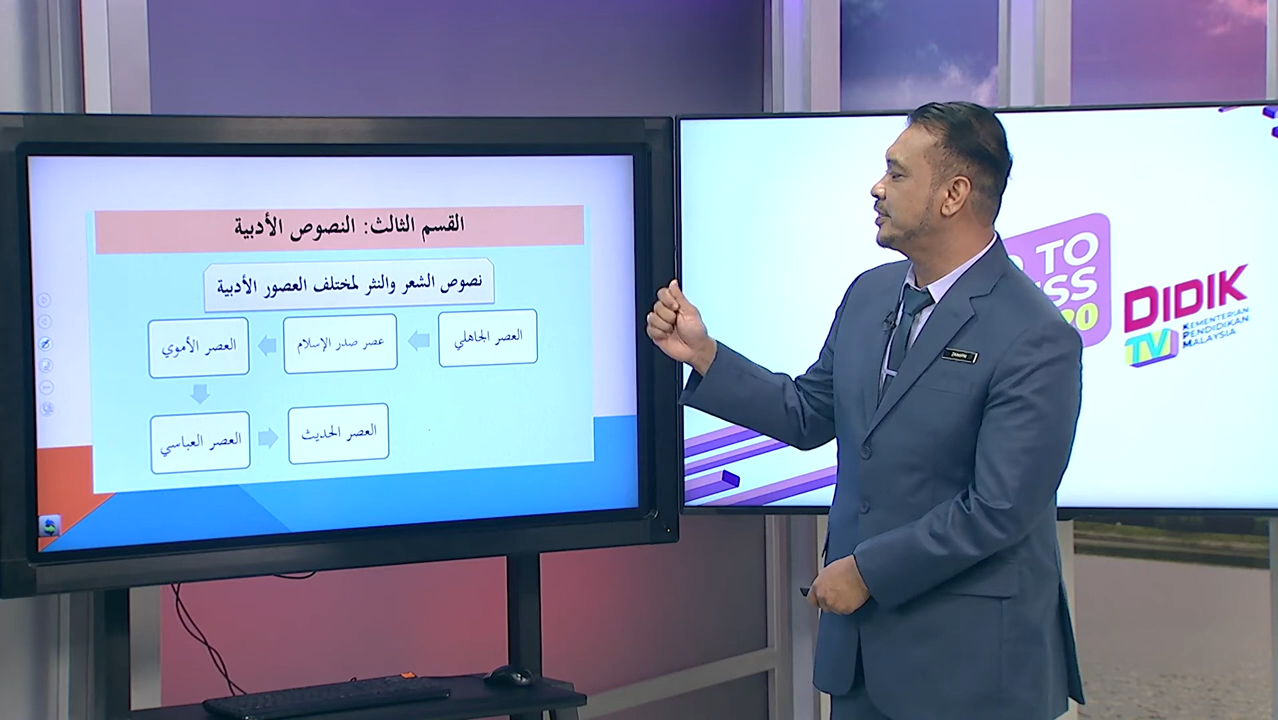 القسم الثالث: النصوص الأدبية
نصوص الشعر والنثر لمختلف العصور الأدبية
العصر الجاهلي
عصر صدر الإسلام
العصر الأموي
العصر العباسي
العصر الحديث
TO
DIDIK
TV
KEMENTERIAN
PENDIDIKAN
MALAYSIA